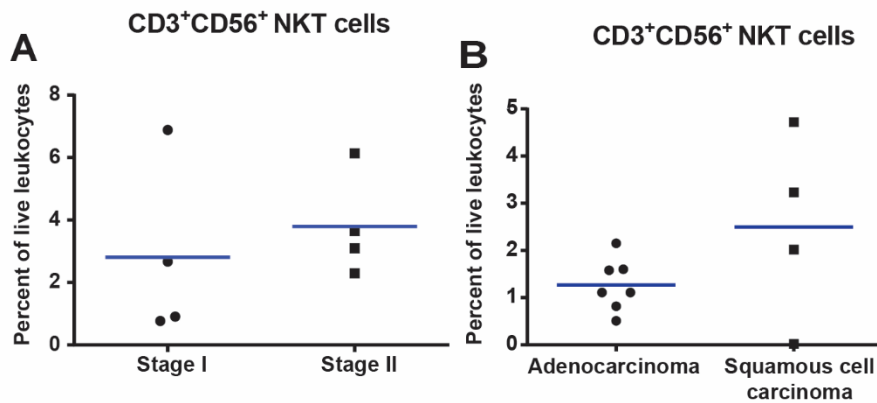 A
CD3+CD56+ NKT cells
Percent of live leukocytes
8
6
4
2
0
Stage I
Stage II
B
CD3+CD56+ NKT cells
Percent of live leukocytes
5
4
3
2
1
0
Adenocarcinoma
Squamous cell
carcinoma